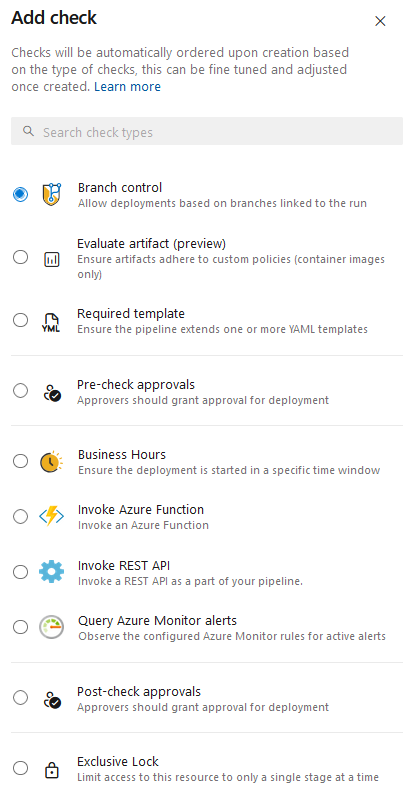 Add check
Checks will be automatically ordered upon creation based
on the type of checks, this can be fine tuned and adjusted
once created. Learn more
Search check types
Branch control
Allow deployments based on branches linked to the run
Evaluate artifact (preview)
Ensure artifacts adhere to custom policies (container images
only)
Required template
YML
Ensure the pipeline extends one or more YAML templates
Pre-check approvals
Approvers should grant approval for deployment
Business Hours
Ensure the deployment is started in a specific time window
Invoke Azure Function
Invoke an Azure Function
Invoke REST API
Invoke a REST API as a part of your pipeline.
Query Azure Monitor alerts
Observe the configured Azure Monitor rules for active alerts
Post-check approvals
Approvers should grant approval for deployment
Exclusive Lock
Limit access to this resource to only a single stage at a time